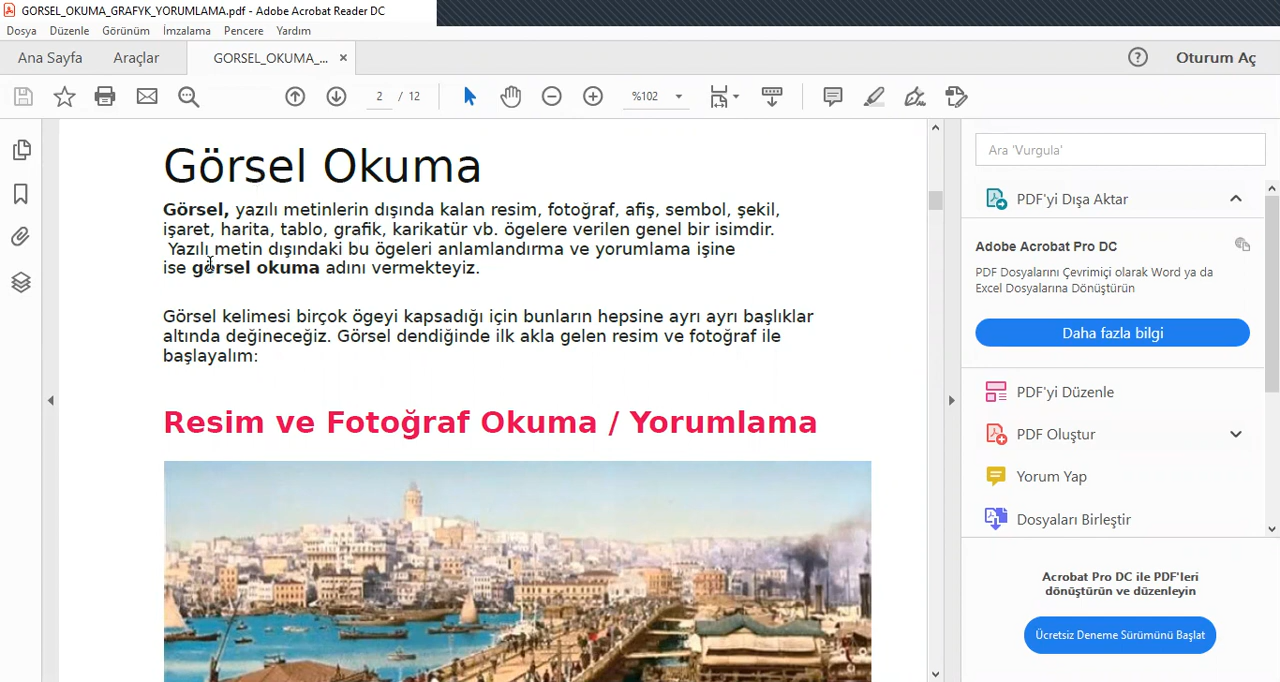 GORSEL_OKUMA_GRAFYK_YORUMLAMA.pdf - Adobe Acrobat Reader DC
Dosya Düzenle Görünüm İmzalama Pencere Yardım
Ana Sayfa Araçlar GORSEL_OKUMA_... × ? Oturum Aç
2 / 12 %102
Görsel Okuma
Görsel, yazılı metinlerin dışında kalan resim, fotoğraf, afiş, sembol, şekil,
işaret, harita, tablo, grafik, karikatür vb. ögelere verilen genel bir isimdir.
Yazılı metin dışındaki bu ögeleri anlamlandırma ve yorumlama işine
ise görsel okuma adını vermekteyiz.
Görsel kelimesi birçok ögeyi kapsadığı için bunların hepsine ayrı ayrı başlıklar
altında değineceğiz. Görsel dendiğinde ilk akla gelen resim ve fotoğraf ile
başlayalım:
Resim ve Fotoğraf Okuma / Yorumlama
Ara 'Vurgula'
PDF'yi Dışa Aktar
Adobe Acrobat Pro DC
PDF Dosyalarını Çevrimiçi olarak Word ya da
Excel Dosyalarına Dönüştürün
Daha fazla bilgi
PDF'yi Düzenle
PDF Oluştur
Yorum Yap
Dosyaları Birleştir
Acrobat Pro DC ile PDF'leri
dönüştürün ve düzenleyin
Ücretsiz Deneme Sürümünü Başlat